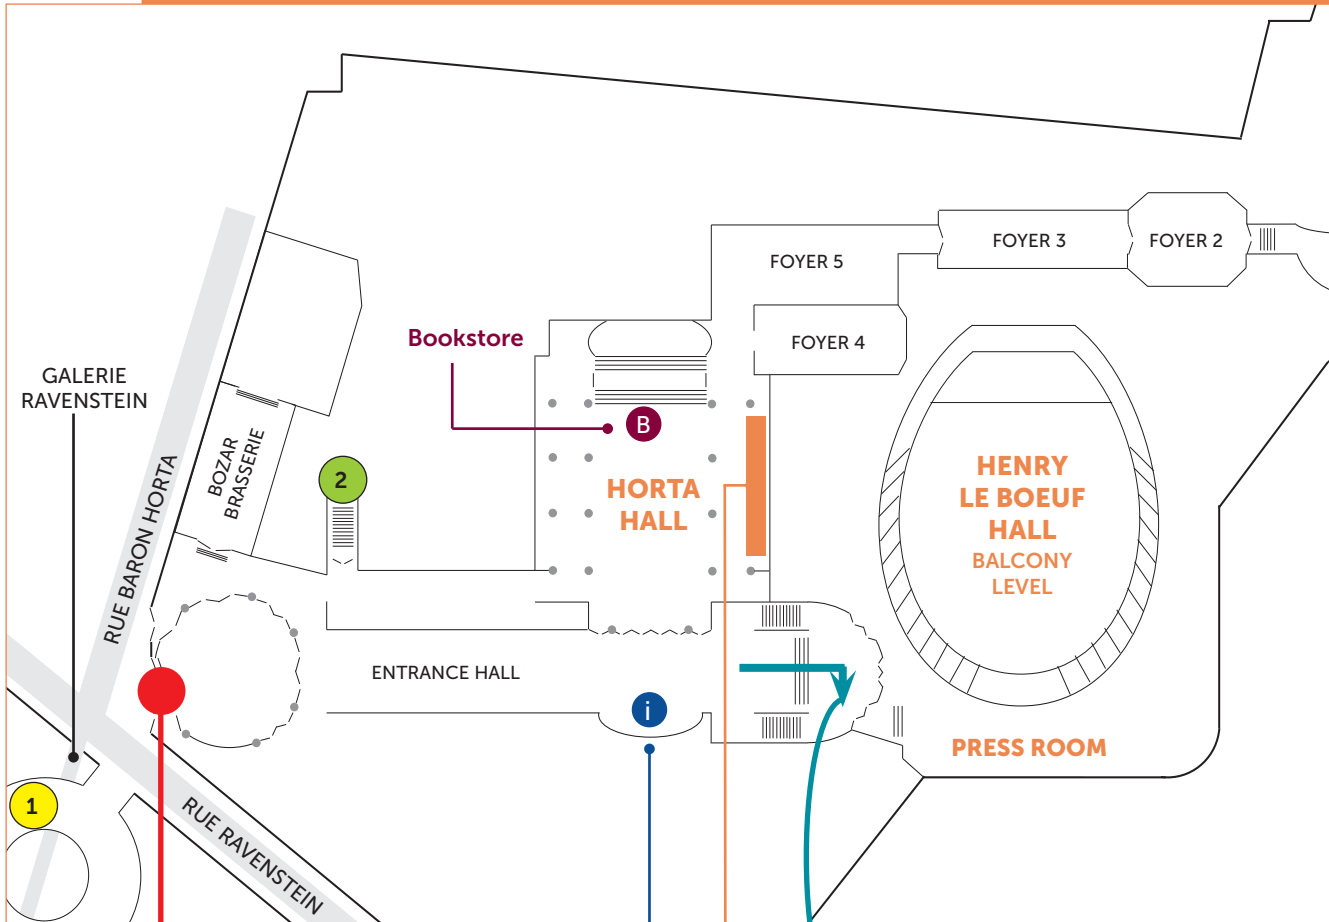 FOYER 3
FOYER 2
FOYER 5
FOYER 4
Bookstore
GALERIE
RAVENSTEIN
B
BOZAR
BRASSERIE
2
HORTA
HALL
HENRY
LE BOEUF
HALL
BALCONY
LEVEL
RUE BARON HORTA
ENTRANCE HALL
i
PRESS ROOM
1
RUE RAVENSTEIN